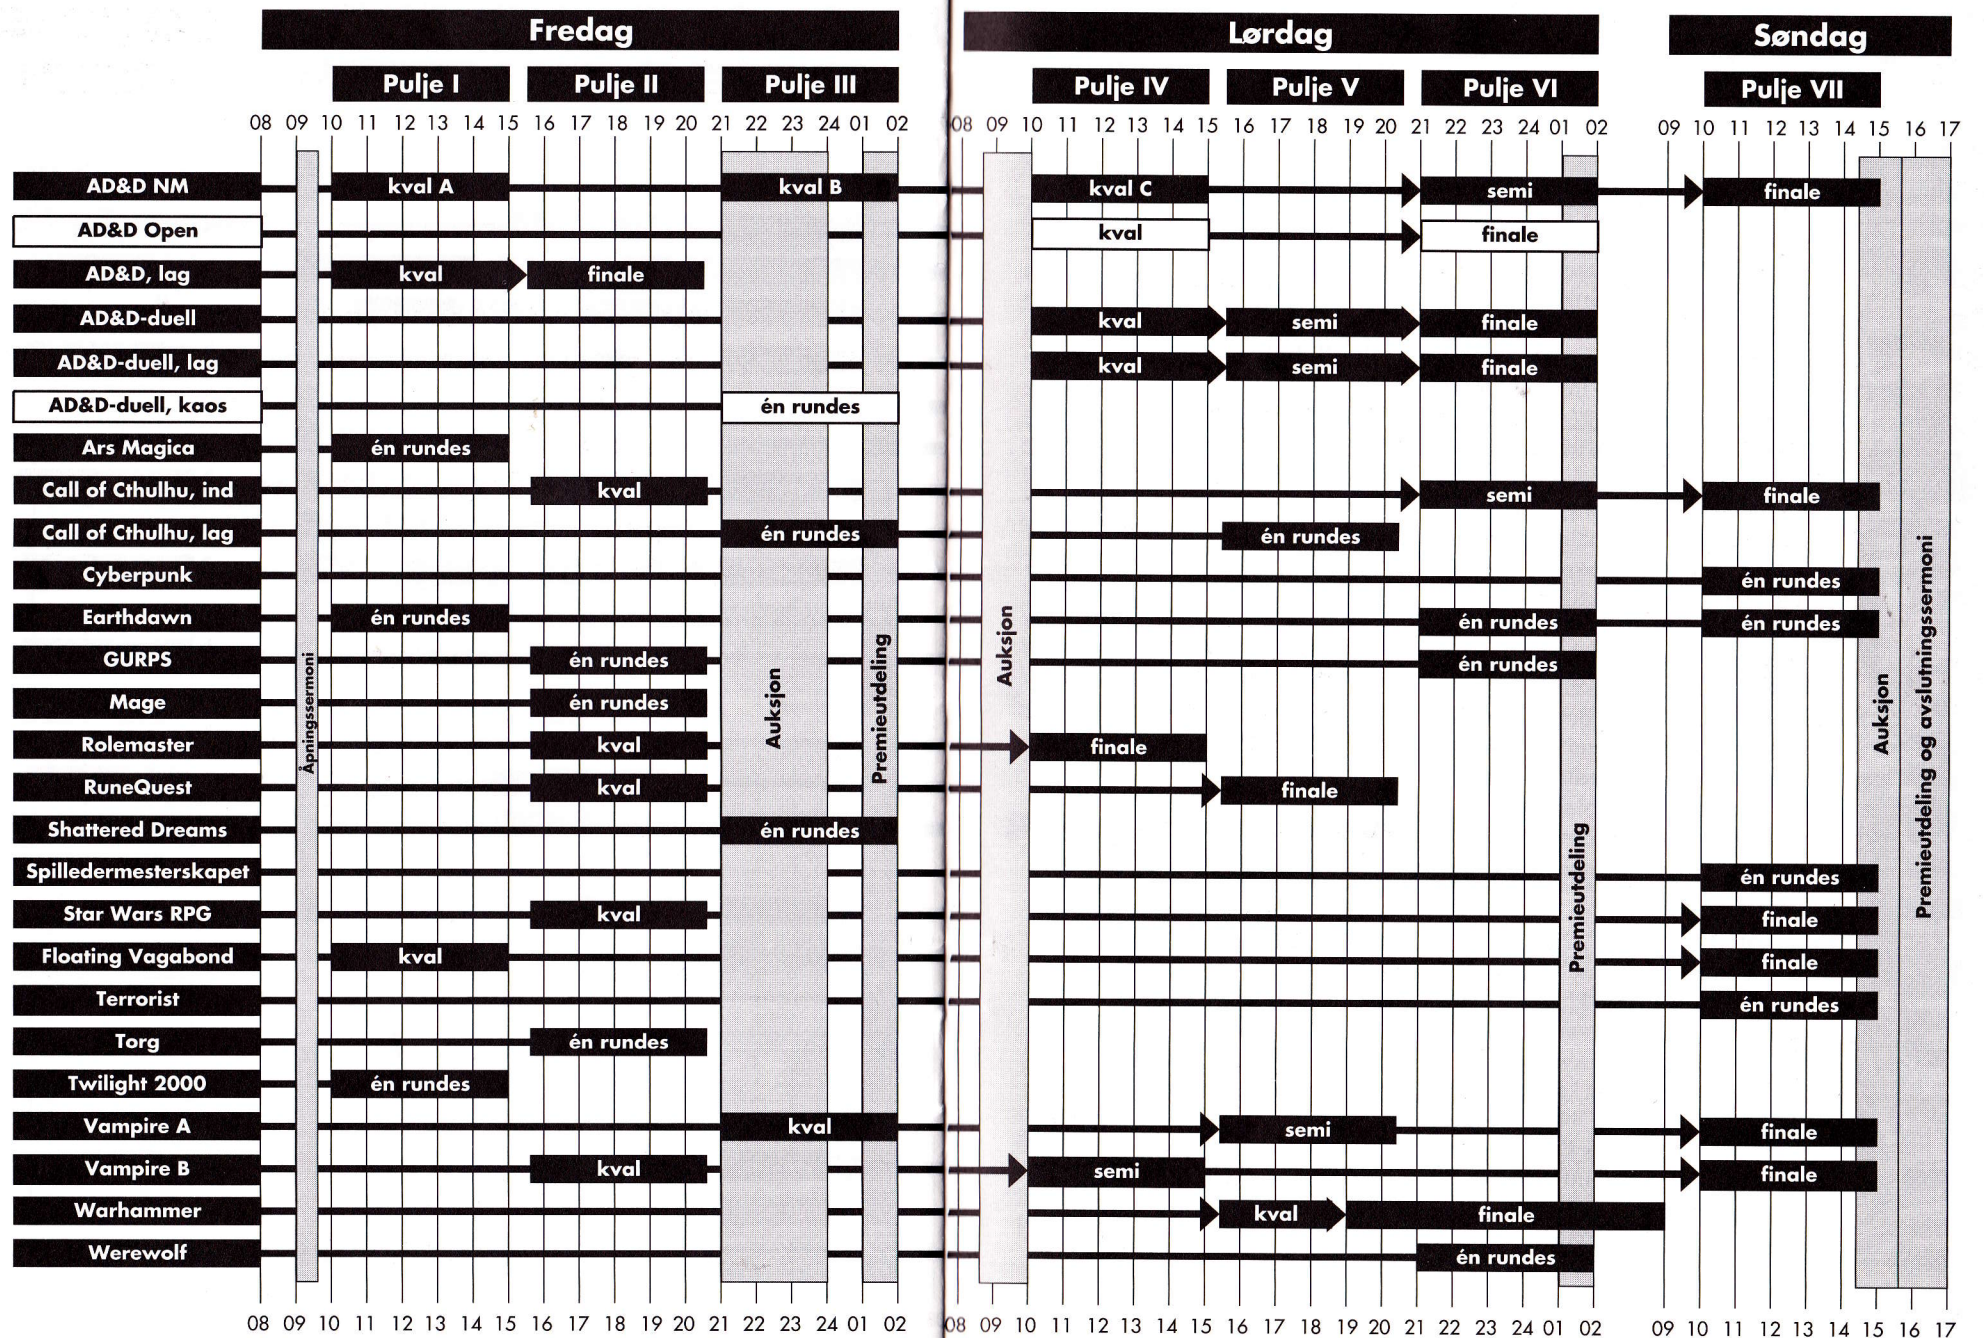 Fredag Lørdag Søndag
Pulje I Pulje II Pulje III Pulje IV Pulje V Pulje VI Pulje VII
08 09 10 11 12 13 14 15 16 17 18 19 20 21 22 23 24 01 02 08 09 10 11 12 13 14 15 16 17 18 19 20 21 22 23 24 01 02 09 10 11 12 13 14 15 16 17
AD&D NM kval A kval B kval C semi finale
AD&D Open kval finale
AD&D, lag kval finale
AD&D-duell kval semi finale
AD&D-duell, lag kval semi finale
AD&D-duell, kaos én rundes
Ars Magica én rundes
Call of Cthulhu, ind kval semi finale
Call of Cthulhu, lag én rundes én rundes
Cyberpunk én rundes
Earthdawn én rundes én rundes én rundes
GURPS én rundes én rundes
Mage én rundes
Rolemaster kval finale
RuneQuest kval finale
Shattered Dreams én rundes
Spilledermesterskapet én rundes
Star Wars RPG kval finale
Floating Vagabond kval finale
Terrorist én rundes
Torg én rundes
Twilight 2000 én rundes
Vampire A kval semi finale
Vampire B kval semi finale
Warhammer kval finale
Werewolf én rundes
Åpningssermoni
Auksjon
Premieutdeling
Auksjon
Premieutdeling
Auksjon
Premieutdeling og avslutningssermoni
08 09 10 11 12 13 14 15 16 17 18 19 20 21 22 23 24 01 02 08 09 10 11 12 13 14 15 16 17 18 19 20 21 22 23 24 01 02 09 10 11 12 13 14 15 16 17